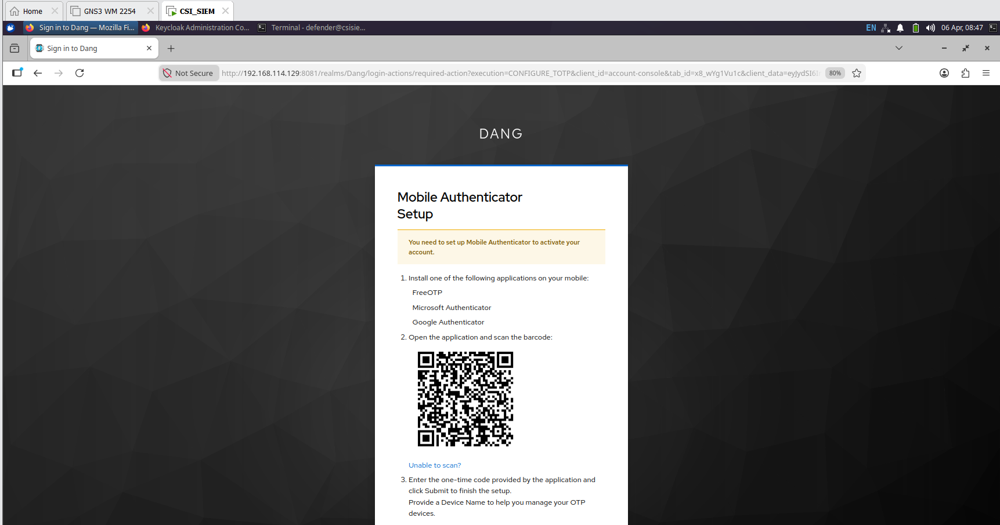 Home
GNS3 WM 2254
CSI_SIEM
Sign in to Dang — Mozilla Fi...
Keycloak Administration Co...
Terminal - defender@csisie...
EN
06 Apr, 08:47
Sign in to Dang
Not Secure
http://192.168.114.129:8081/realms/Dang/login-actions/required-action?execution=CONFIGURE_TOTP&client_id=account-console&tab_id=x8_wYg1Vu1c&client_data=eyJydSI6I
80%
DANG
Mobile Authenticator
Setup
You need to set up Mobile Authenticator to activate your
account.
1. Install one of the following applications on your mobile:
FreeOTP
Microsoft Authenticator
Google Authenticator
2. Open the application and scan the barcode:
Unable to scan?
3. Enter the one-time code provided by the application and
click Submit to finish the setup.
Provide a Device Name to help you manage your OTP
devices.